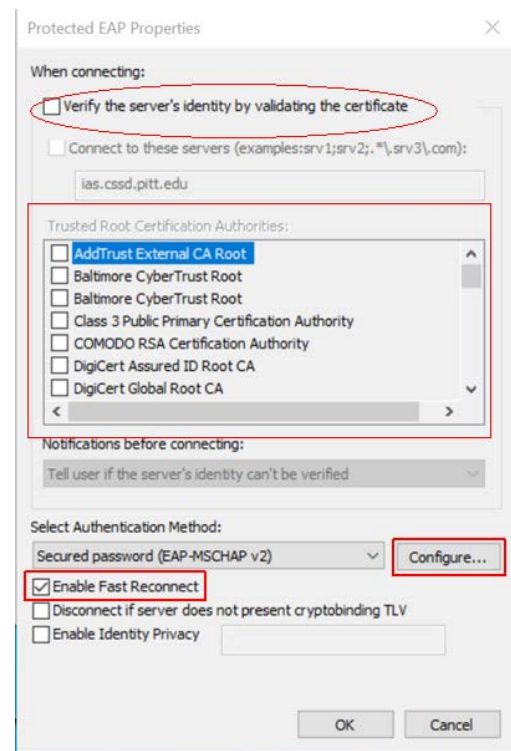 Protected EAP Properties
When connecting:
Verify the server's identity by validating the certificate
Connect to these servers (examples:srv1;srv2;.*\.srv3\.com):
ias.cssd.pitt.edu
Trusted Root Certification Authorities:
AddTrust External CA Root
Baltimore CyberTrust Root
Baltimore CyberTrust Root
Class 3 Public Primary Certification Authority
COMODO RSA Certification Authority
DigiCert Assured ID Root CA
DigiCert Global Root CA
Notifications before connecting:
Tell user if the server's identity can't be verified
Select Authentication Method:
Secured password (EAP-MSCHAP v2) Configure...
Enable Fast Reconnect
Disconnect if server does not present cryptobinding TLV
Enable Identity Privacy
OK Cancel